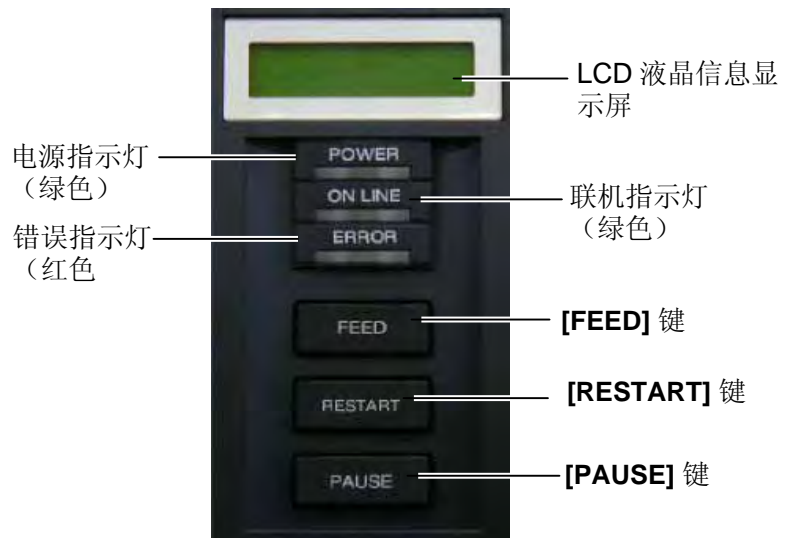 LCD 液晶信息显
示屏
电源指示灯
（绿色）
POWER
ON LINE
联机指示灯
（绿色）
错误指示灯
（红色
ERROR
FEED
[FEED] 键
RESTART
[RESTART] 键
PAUSE
[PAUSE] 键